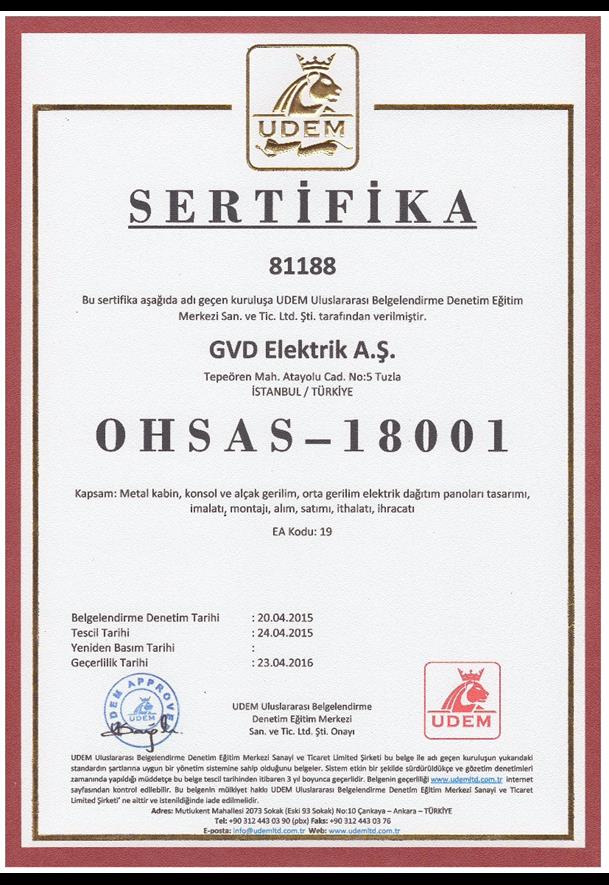 UDEM
SERTİFİKA
81188
Bu sertifika aşağıda adı geçen kuruluşa UDEM Uluslararası Belgelendirme Denetim Eğitim
Merkezi San. ve Tic. Ltd. Şti. tarafından verilmiştir.
GVD Elektrik A.Ş.
Tepeören Mah. Atayolu Cad. No:5 Tuzla
İSTANBUL / TÜRKİYE
OHSAS–18001
Kapsam: Metal kabin, konsol ve alçak gerilim, orta gerilim elektrik dağıtım panoları tasarımı,
imalatı, montajı, alım, satımı, ithalatı, ihracatı
EA Kodu: 19
Belgelendirme Denetim Tarihi : 20.04.2015
Tescil Tarihi : 24.04.2015
Yeniden Basım Tarihi :
Geçerlilik Tarihi : 23.04.2016
UDEM APPROVED
UDEM
UDEM Uluslararası Belgelendirme
Denetim Eğitim Merkezi
San. ve Tic. Ltd. Şti. Onayı
UDEM
UDEM Uluslararası Belgelendirme Denetim Eğitim Merkezi Sanayi ve Ticaret Limited Şirketi bu belge ile adı geçen kuruluşun yukarıdaki
standardın şartlarına uygun bir yönetim sistemine sahip olduğunu belgeler. Sistem etkin bir şekilde sürdürüldükçe ve gözetim denetimleri
zamanında yapıldığı müddetçe bu belge tescil tarihinden itibaren 3 yıl boyunca geçerlidir. Belgenin geçerliliği www.udemltd.com.tr internet
sayfasından kontrol edilebilir. Bu belgenin mülkiyet hakkı UDEM Uluslararası Belgelendirme Denetim Eğitim Merkezi Sanayi ve Ticaret
Limited Şirketi' ne aittir ve istenildiğinde iade edilmelidir.
Adres: Mutlukent Mahallesi 2073 Sokak (Eski 93 Sokak) No:10 Çankaya – Ankara – TÜRKİYE
Tel: +90 312 443 03 90 (pbx) Faks: +90 312 443 03 76
E-posta: info@udemltd.com.tr Web: www.udemltd.com.tr